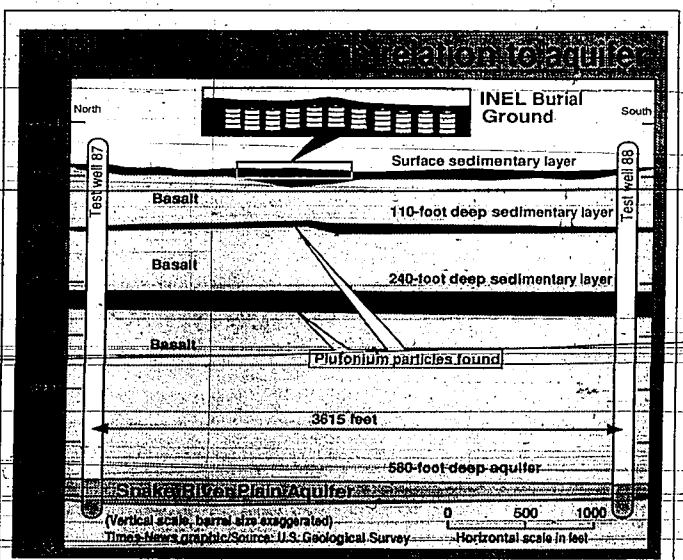 relation to aquifer
INEL Burial
Ground
North
South
Test well 87
Test well 88
Surface sedimentary layer
Basalt
110-foot deep sedimentary layer
Basalt
240-foot deep sedimentary layer
Basalt
Plutonium particles found
3615 feet
580-foot deep aquifer
Snake River Plain Aquifer
(Vertical scale, barrel size exaggerated)
0 500 1000
Times-News graphic/Source: U.S. Geological Survey
Horizontal scale in feet